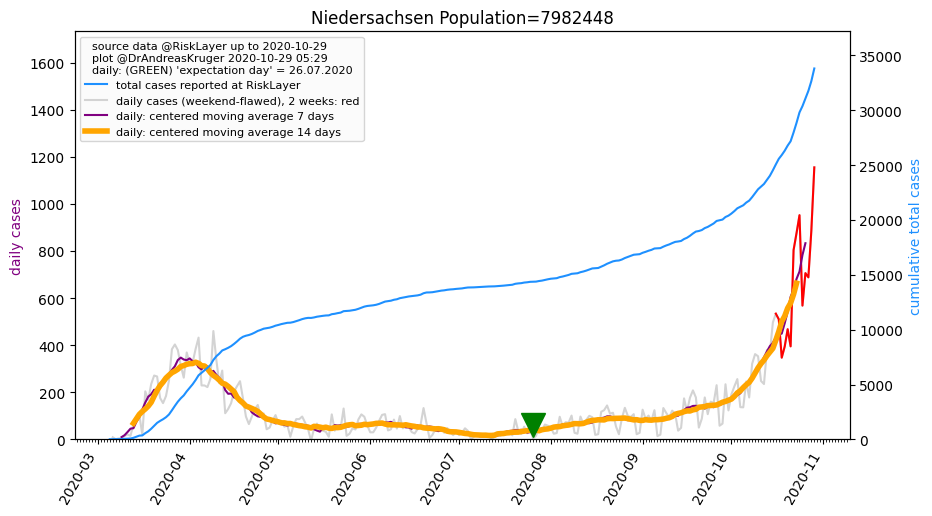 Niedersachsen Population=7982448
source data @RiskLayer up to 2020-10-29
plot @DrAndreasKruger 2020-10-29 05:29
daily: (GREEN) 'expectation day' = 26.07.2020
total cases reported at RiskLayer
daily cases (weekend-flawed), 2 weeks: red
daily: centered moving average 7 days
daily: centered moving average 14 days
daily cases
1600
1400
1200
1000
800
600
400
200
0
cumulative total cases
35000
30000
25000
20000
15000
10000
5000
0
2020-03
2020-04
2020-05
2020-06
2020-07
2020-08
2020-09
2020-10
2020-11